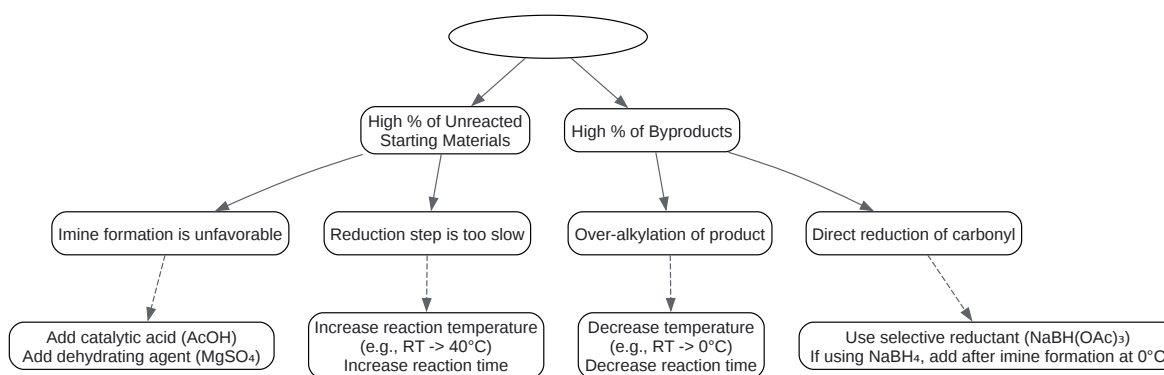 High % of Unreacted
Starting Materials
High % of Byproducts
Imine formation is unfavorable
Reduction step is too slow
Over-alkylation of product
Direct reduction of carbonyl
Add catalytic acid (AcOH)
Add dehydrating agent (MgSO₄)
Increase reaction temperature
(e.g., RT -> 40°C)
Increase reaction time
Decrease temperature
(e.g., RT -> 0°C)
Decrease reaction time
Use selective reductant (NaBH(OAc)₃)
If using NaBH₄, add after imine formation at 0°C